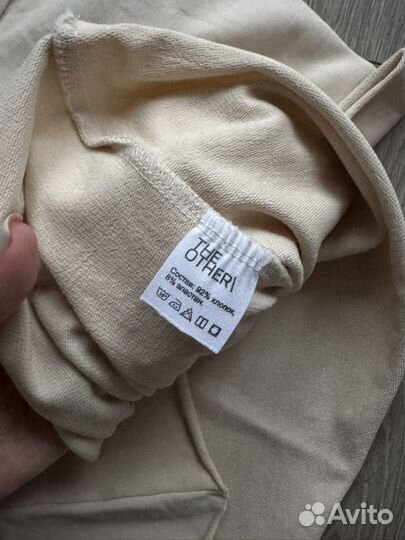 THE
OTHER\
Состав: 92% хлопок,
8% эластан.
Avito